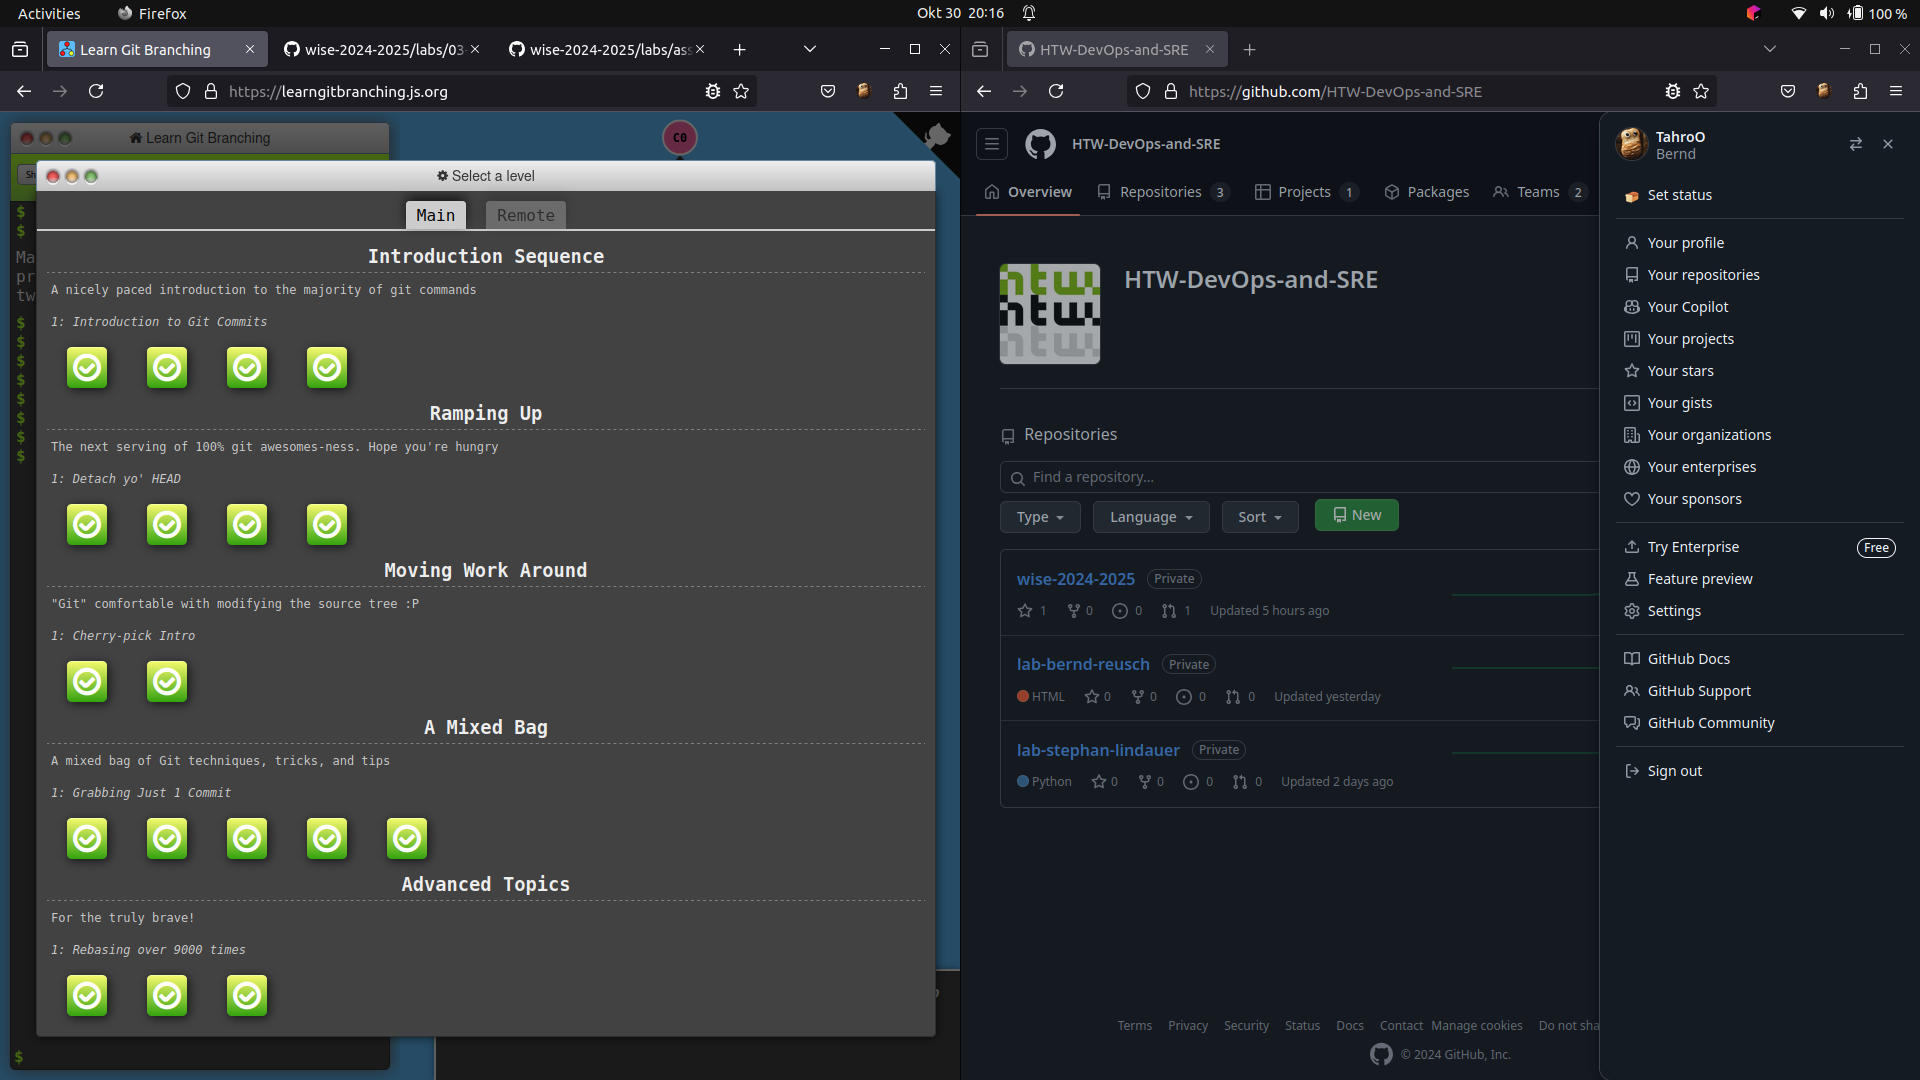 Activities
Firefox
Okt 30 20:16
100 %
Learn Git Branching
wise-2024-2025/labs/03-
wise-2024-2025/labs/ass
https://learngitbranching.js.org
Learn Git Branching
C0
Sh
$
$
Ma
pr
tw
$
$
$
$
$
$
$
$
$
Select a level
Main
Remote
Introduction Sequence
A nicely paced introduction to the majority of git commands
1: Introduction to Git Commits
Ramping Up
The next serving of 100% git awesomes-ness. Hope you're hungry
1: Detach yo' HEAD
Moving Work Around
"Git" comfortable with modifying the source tree :P
1: Cherry-pick Intro
A Mixed Bag
A mixed bag of Git techniques, tricks, and tips
1: Grabbing Just 1 Commit
Advanced Topics
For the truly brave!
1: Rebasing over 9000 times
HTW-DevOps-and-SRE
https://github.com/HTW-DevOps-and-SRE
HTW-DevOps-and-SRE
Overview
Repositories 3
Projects 1
Packages
Teams 2
htw.
htw.
htw.
HTW-DevOps-and-SRE
Repositories
Find a repository...
Type
Language
Sort
New
wise-2024-2025 Private
1 0 0 1 Updated 5 hours ago
lab-bernd-reusch Private
HTML 0 0 0 0 Updated yesterday
lab-stephan-lindauer Private
Python 0 0 0 0 Updated 2 days ago
Terms Privacy Security Status Docs Contact Manage cookies Do not sha
© 2024 GitHub, Inc.
TahroO
Bernd
Set status
Your profile
Your repositories
Your Copilot
Your projects
Your stars
Your gists
Your organizations
Your enterprises
Your sponsors
Try Enterprise Free
Feature preview
Settings
GitHub Docs
GitHub Support
GitHub Community
Sign out